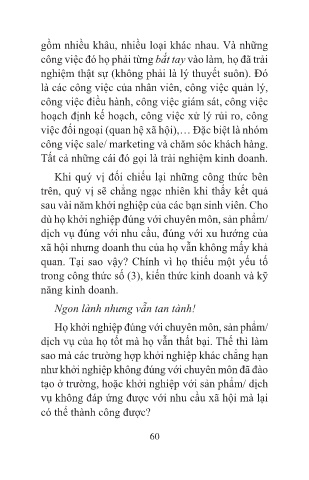 gồm nhiều khâu, nhiều loại khác nhau. Và những
công việc đó họ phải từng bắt tay vào làm, họ đã trải
nghiệm thật sự (không phải là lý thuyết suôn). Đó
là các công việc của nhân viên, công việc quản lý,
công việc điều hành, công việc giám sát, công việc
hoạch định kế hoạch, công việc xử lý rủi ro, công
việc đối ngoại (quan hệ xã hội),… Đặc biệt là nhóm
công việc sale/ marketing và chăm sóc khách hàng.
Tất cả những cái đó gọi là trải nghiệm kinh doanh.
Khi quý vị đối chiếu lại những công thức bên
trên, quý vị sẽ chẳng ngạc nhiên khi thấy kết quả
sau vài năm khởi nghiệp của các bạn sinh viên. Cho
dù họ khởi nghiệp đúng với chuyên môn, sản phẩm/
dịch vụ đúng với nhu cầu, đúng với xu hướng của
xã hội nhưng doanh thu của họ vẫn không mấy khả
quan. Tại sao vậy? Chính vì họ thiếu một yếu tố
trong công thức số (3), kiến thức kinh doanh và kỹ
năng kinh doanh.
Ngon lành nhưng vẫn tan tành!
Họ khởi nghiệp đúng với chuyên môn, sản phẩm/
dịch vụ của họ tốt mà họ vẫn thất bại. Thế thì làm
sao mà các trường hợp khởi nghiệp khác chẳng hạn
như khởi nghiệp không đúng với chuyên môn đã đào
tạo ở trường, hoặc khởi nghiệp với sản phẩm/ dịch
vụ không đáp ứng được với nhu cầu xã hội mà lại
có thể thành công được?
60